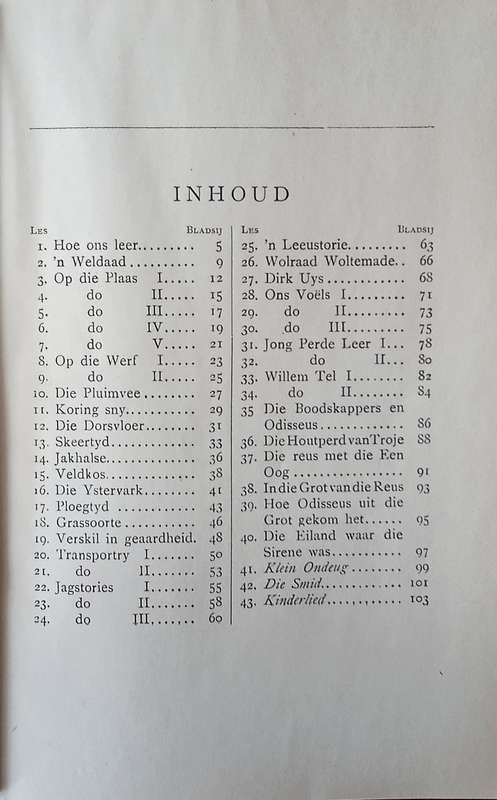 INHOUD
LES BLADSIJ
1. Hoe ons leer......... 5
2. 'n Weldaad .......... 9
3. Op die Plaas I..... 12
4. do II..... 15
5. do III..... 17
6. do IV..... 19
7. do V..... 21
8. Op die Werf I..... 23
9. do II..... 25
10. Die Pluimvee ........ 27
11. Koring sny.......... 29
12. Die Dorsvloer........ 31
13. Skeertyd............ 33
14. Jakhalse............ 36
15. Veldkos............. 38
16. Die Ystervark........ 41
17. Ploegtyd ............ 43
18. Grassoorte .......... 46
19. Verskil in geaardheid. 48
20. Transportry I....... 50
21. do II....... 53
22. Jagstories I....... 55
23. do II....... 58
24. do III....... 60
LES BLADSIJ
25. 'n Leeustorie......... 63
26. Wolraad Woltemade.. 66
27. Dirk Uys ............ 68
28. Ons Voëls I......... 71
29. do II......... 73
30. do III......... 75
31. Jong Perde Leer I... 78
32. do II... 80
33. Willem Tel I........ 82
34. do II........ 84
35 Die Boodskappers en
Odisseus............. 86
36. Die Houtperd van Troje 88
37. Die reus met die Een
Oog ................. 91
38. In die Grot van die Reus 93
39. Hoe Odisseus uit die
Grot gekom het...... 95
40. Die Eiland waar die
Sirene was........... 97
41. Klein Ondeug ........ 99
42. Die Smid............ 101
43. Kinderlied............ 103